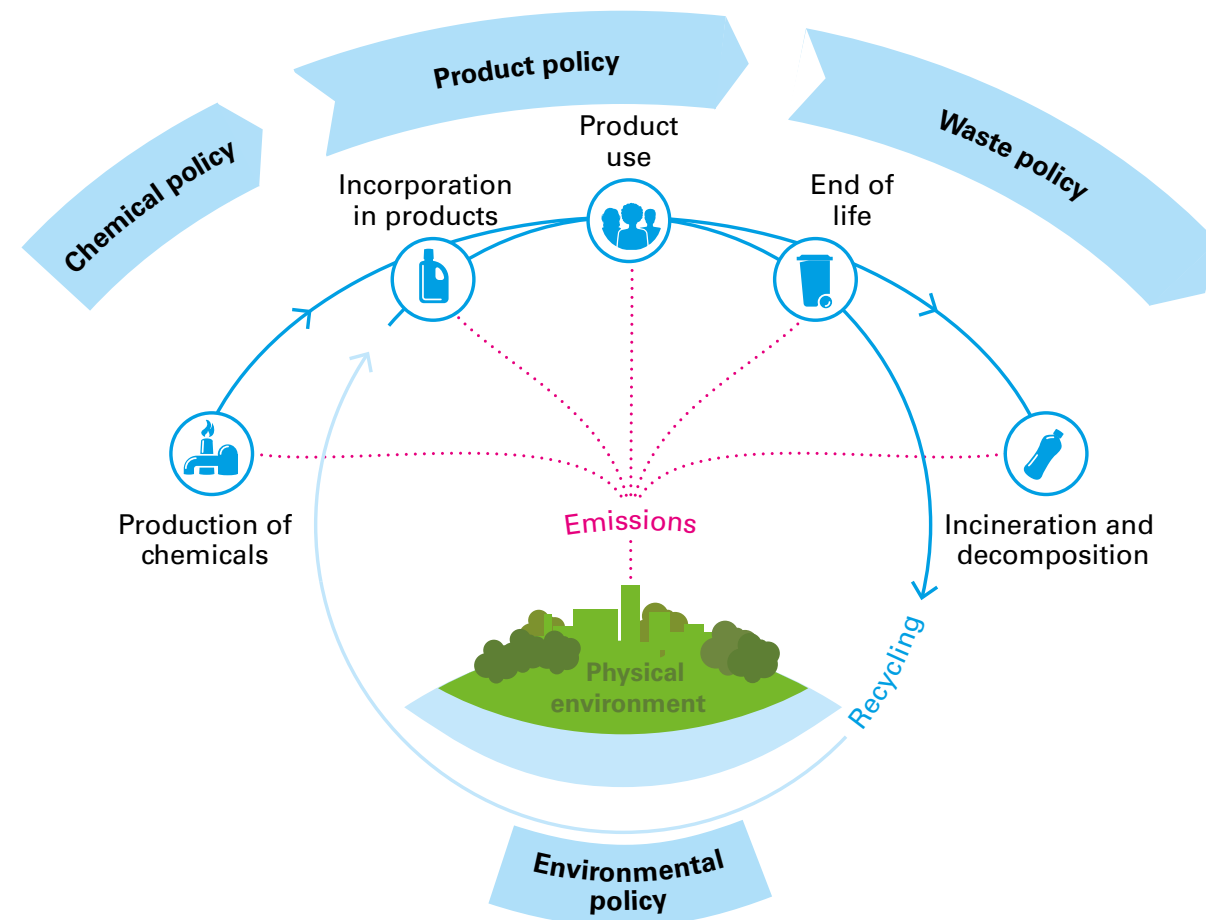 Chemical policy
Product policy
Waste policy
Production of
chemicals
Incorporation
in products
Product
use
End of
life
Incineration and
decomposition
Emissions
Physical
environment
Recycling
Environmental
policy